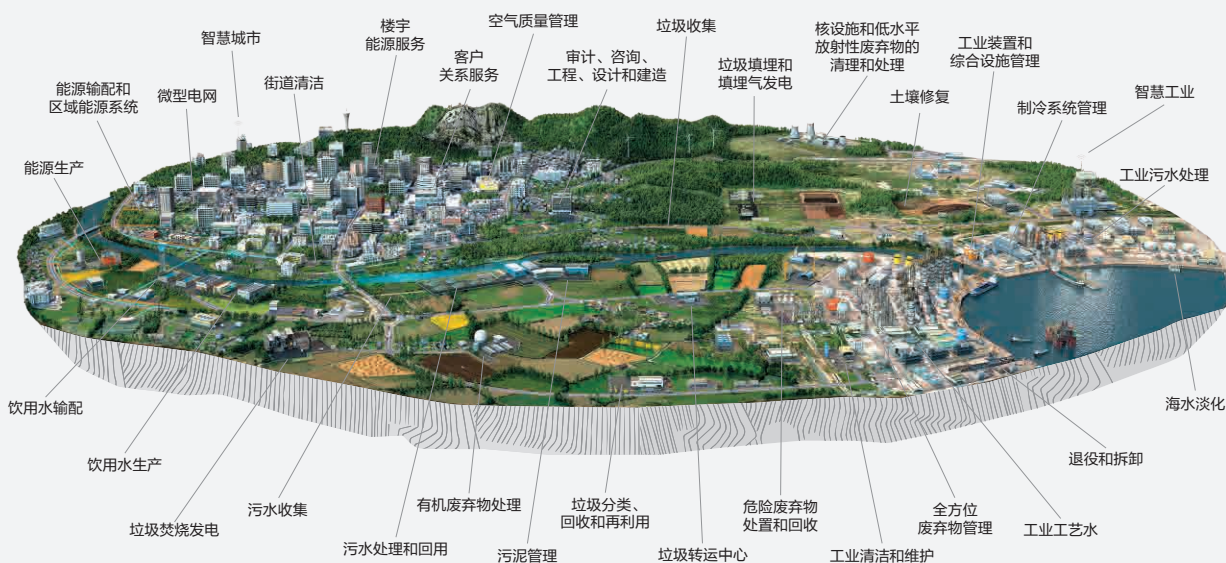 智慧城市
楼宇
能源服务
空气质量管理
垃圾收集
核设施和低水平
放射性废弃物的
清理和处理
工业装置和
综合设施管理
能源输配和
区域能源系统
微型电网
街道清洁
客户
关系服务
审计、咨询、
工程、设计和建造
垃圾填埋和
填埋气发电
土壤修复
制冷系统管理
智慧工业
能源生产
工业污水处理
饮用水输配
饮用水生产
垃圾焚烧发电
污水收集
污水处理和回用
有机废弃物处理
污泥管理
垃圾分类、
回收和再利用
垃圾转运中心
危险废弃物
处置和回收
工业清洁和维护
全方位
废弃物管理
工业工艺水
退役和拆卸
海水淡化